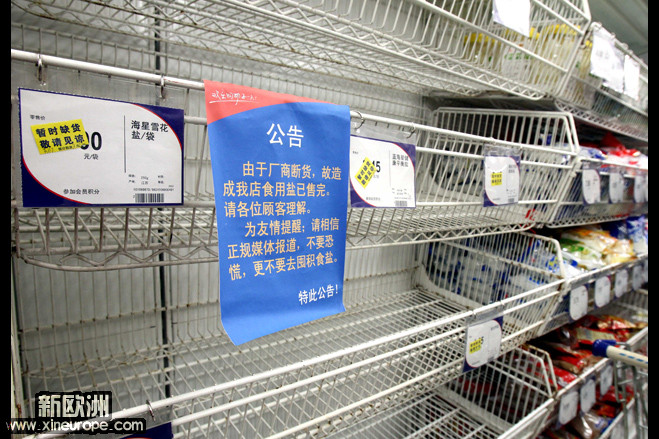 零售价
暂时缺货
敬请见谅
00
元/袋
海星雪花
盐/袋
参加会员积分
公告
由于厂商断货，故造
成我店食用盐已售完。
请各位顾客理解。
为友情提醒：请相信
正规媒体报道，不要恐
慌，更不要去囤积食盐。
特此公告！
新欧洲
www.xineurope.com